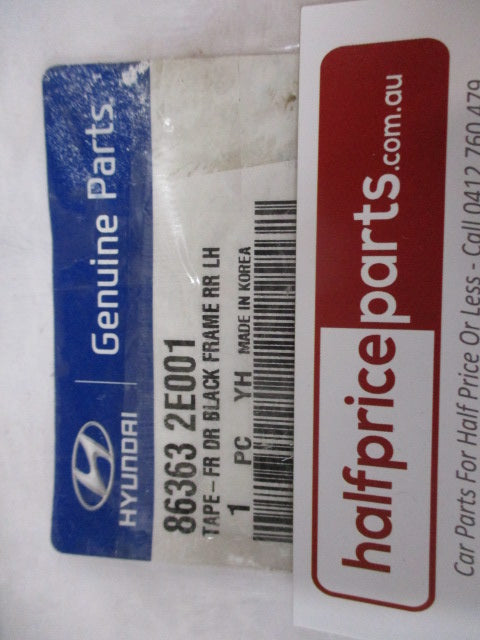 HYUNDAI | Genuine Parts
86363 2E001
TAPE-FR DR BLACK FRAME RR LH
1 PC YH MADE IN KOREA
halfpriceparts.com.au
Car Parts For Half Price Or Less - Call 0412 760 479